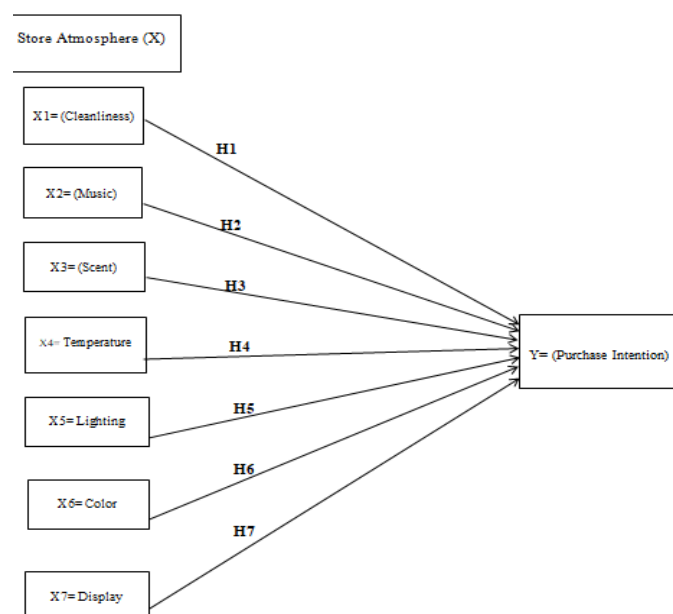 Store Atmosphere (X)
X1= (Cleanliness)
H1
X2= (Music)
H2
X3= (Scent)
H3
X4= Temperature
H4
Y= (Purchase Intention)
X5= Lighting
H5
H6
X6= Color
H7
X7= Display